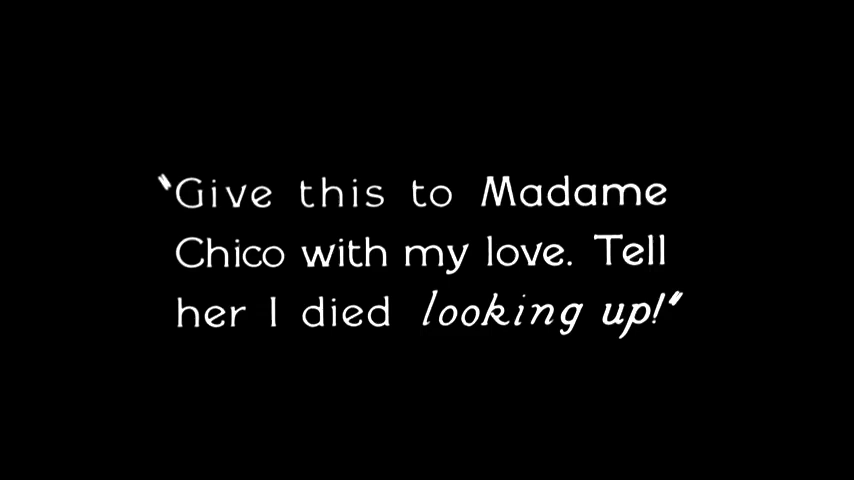 "Give this to Madame
Chico with my love. Tell
her I died looking up!"